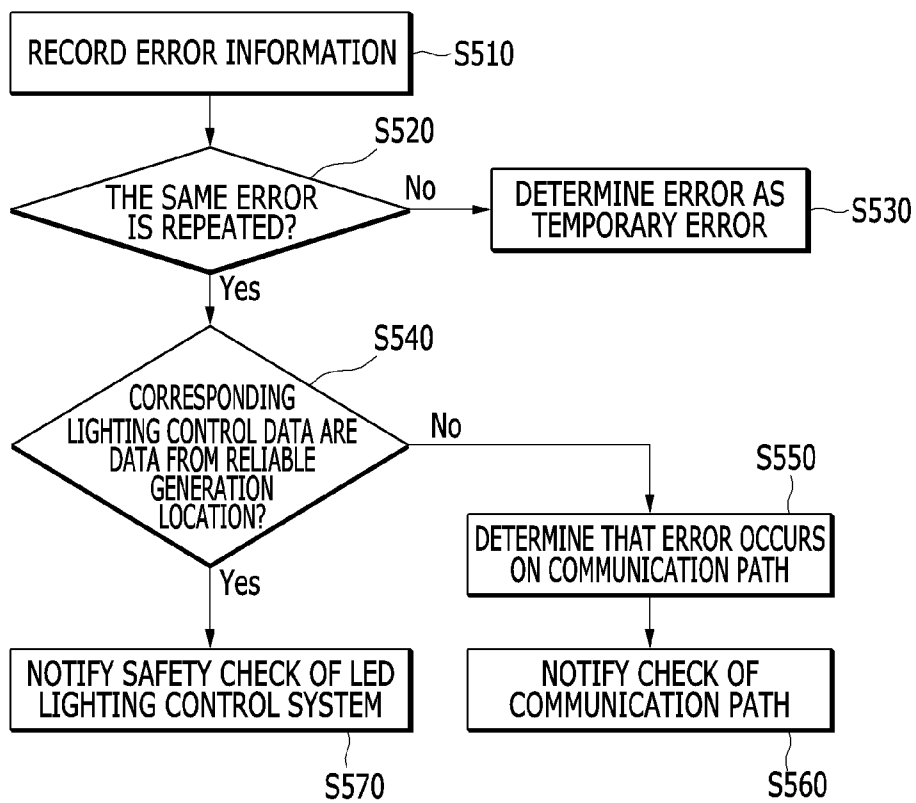 RECORD ERROR INFORMATION
S510
S520
THE SAME ERROR
IS REPEATED?
No
DETERMINE ERROR AS
TEMPORARY ERROR
S530
Yes
S540
CORRESPONDING
LIGHTING CONTROL DATA ARE
DATA FROM RELIABLE
GENERATION
LOCATION?
No
S550
DETERMINE THAT ERROR OCCURS
ON COMMUNICATION PATH
Yes
NOTIFY SAFETY CHECK OF LED
LIGHTING CONTROL SYSTEM
S570
NOTIFY CHECK OF
COMMUNICATION PATH
S560